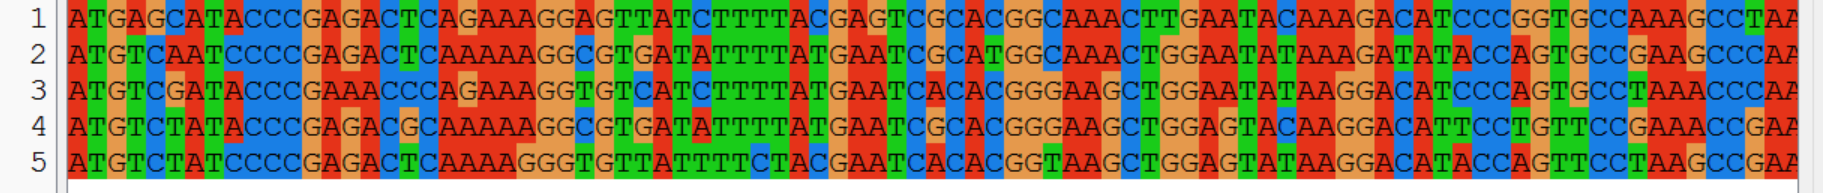 1 ATGAGCATACCCGAGACTCAGAAAGGAGTTATCTTTTACGAGTCGCACGGCAAACTTGAATACAAAGACATCCCGGTGCCAAAGCCTAA
2 ATGTCAATCCCCGAGACTCAAAAAGGCGTGATATTTTATGAATCGCATGGCAAACTGGAATATAAAGATATACCAGTGCCGAAGCCCAA
3 ATGTCGATACCCGAAACCCAGAAAGGTGTCATCTTTTATGAATCACACGGGAAGCTGGAATATAAGGACATCCCAGTGCCTAAACCCAA
4 ATGTCTATACCCGAGACGCAAAAAGGCGTGATATTTTATGAATCGCACGGGAAGCTGGAGTACAAGGACATTCCTGTTCCGAAACCGAA
5 ATGTCTATCCCCGAGACTCAAAAGGGTGTTATTTTCTACGAATCACACGGTAAGCTGGAGTATAAGGACATACCAGTTCCTAAGCCGAA